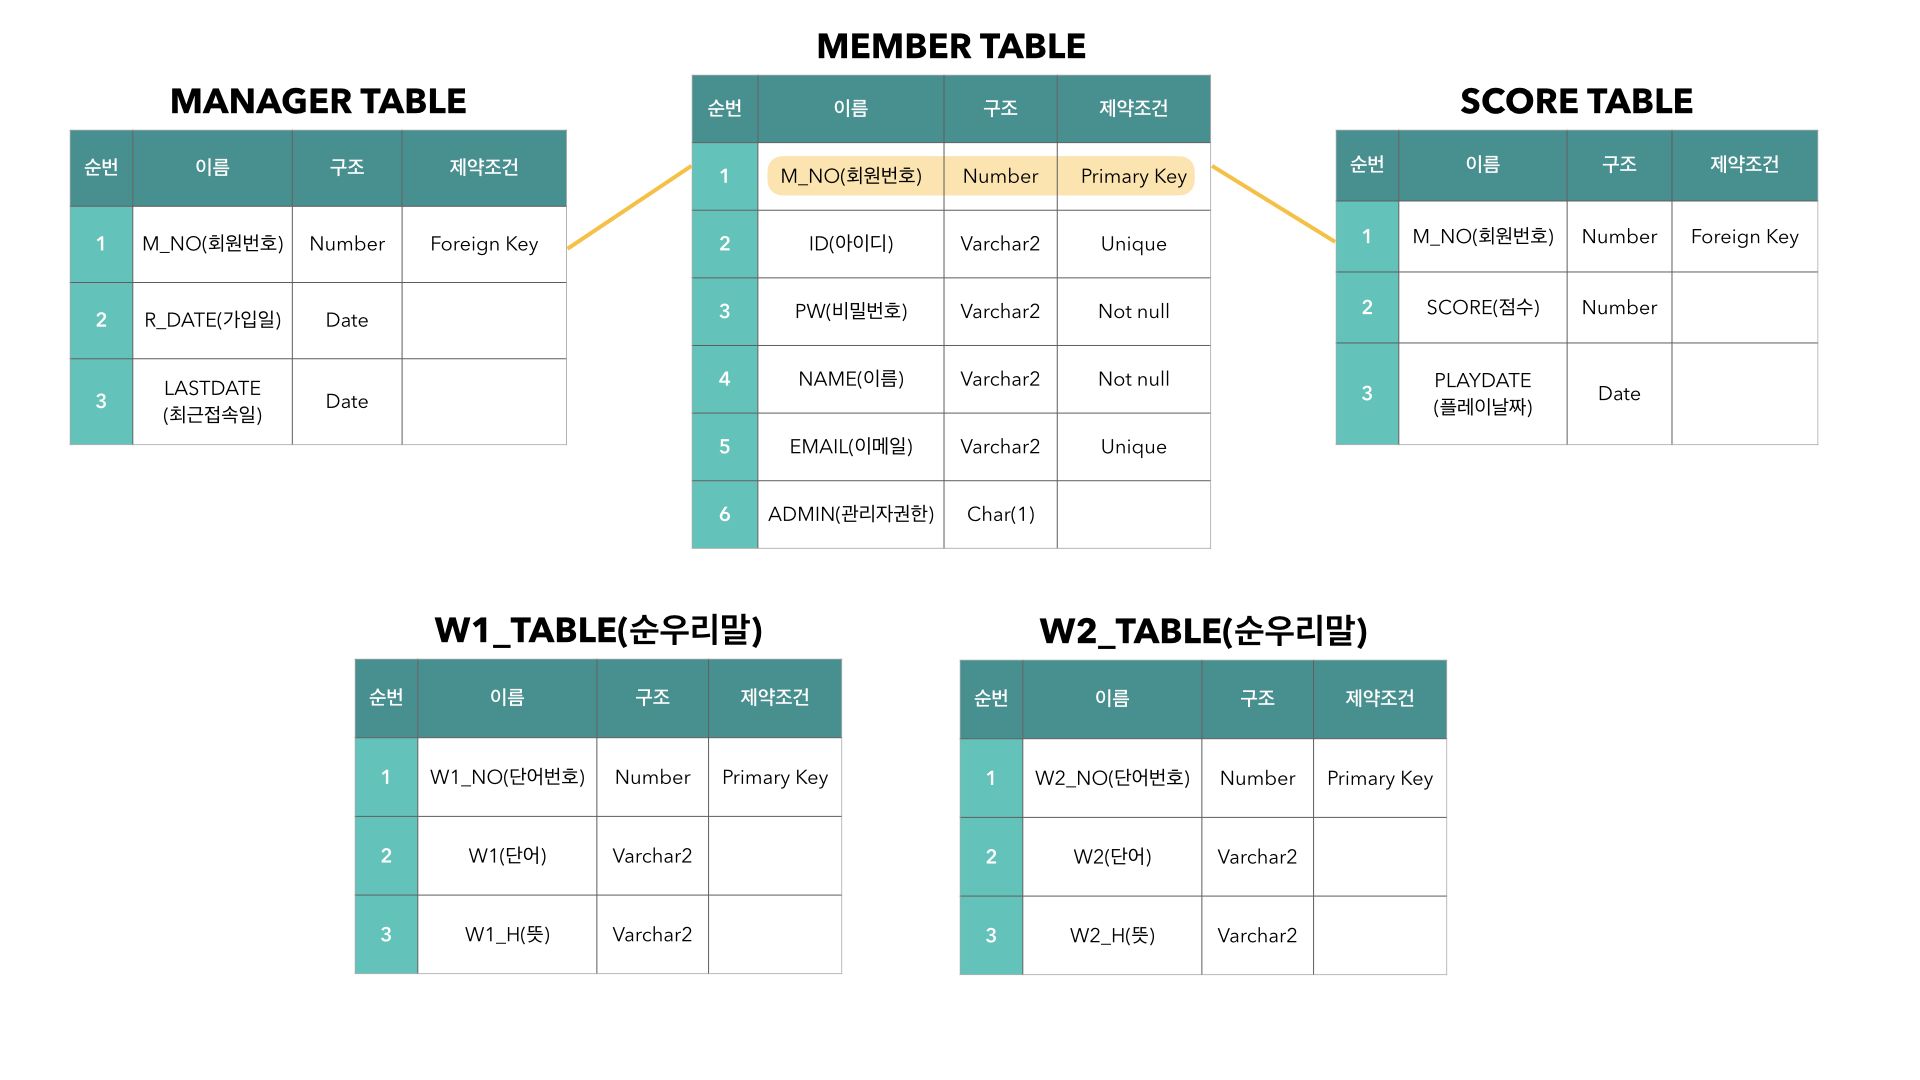 MEMBER TABLE
순번 이름 구조 제약조건
1 M_NO(회원번호) Number Primary Key
2 ID(아이디) Varchar2 Unique
3 PW(비밀번호) Varchar2 Not null
4 NAME(이름) Varchar2 Not null
5 EMAIL(이메일) Varchar2 Unique
6 ADMIN(관리자권한) Char(1)
MANAGER TABLE
순번 이름 구조 제약조건
1 M_NO(회원번호) Number Foreign Key
2 R_DATE(가입일) Date
3 LASTDATE Date
(최근접속일)
SCORE TABLE
순번 이름 구조 제약조건
1 M_NO(회원번호) Number Foreign Key
2 SCORE(점수) Number
3 PLAYDATE Date
(플레이날짜)
W1_TABLE(순우리말)
순번 이름 구조 제약조건
1 W1_NO(단어번호) Number Primary Key
2 W1(단어) Varchar2
3 W1_H(뜻) Varchar2
W2_TABLE(순우리말)
순번 이름 구조 제약조건
1 W2_NO(단어번호) Number Primary Key
2 W2(단어) Varchar2
3 W2_H(뜻) Varchar2